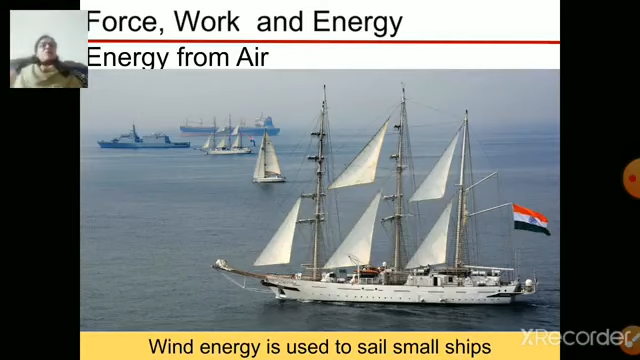 Force, Work and Energy
Energy from Air
Wind energy is used to sail small ships
XRecorder